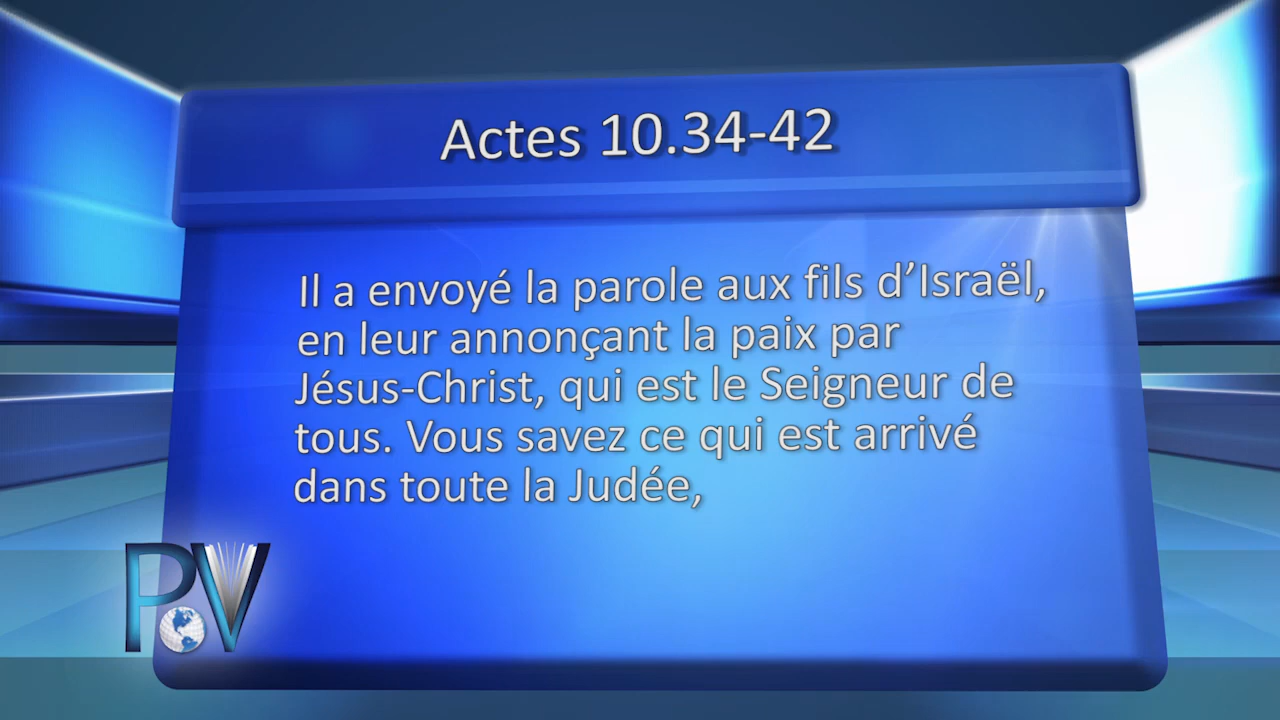 Actes 10.34-42
Il a envoyé la parole aux fils d’Israël,
en leur annonçant la paix par
Jésus-Christ, qui est le Seigneur de
tous. Vous savez ce qui est arrivé
dans toute la Judée,
PV